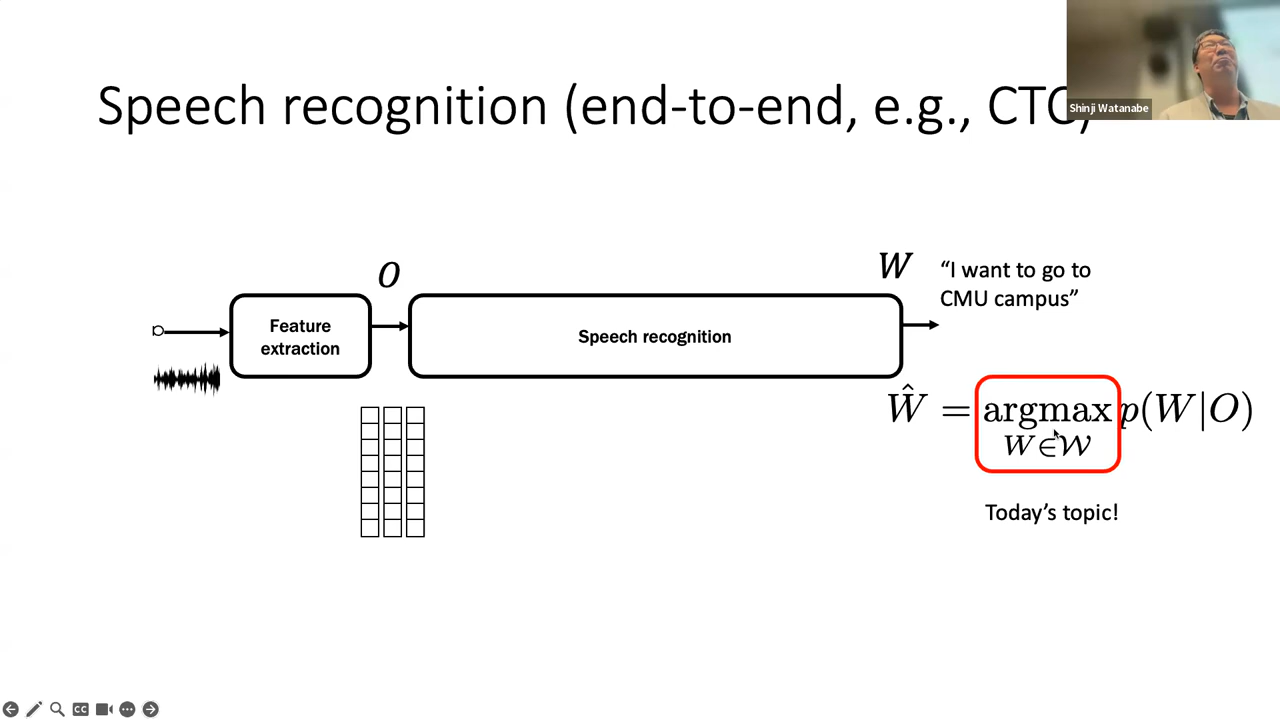 Speech recognition (end-to-end, e.g., CTC)
Shinji Watanabe
O
W
“I want to go to
CMU campus”
Feature
extraction
Speech recognition
Ŵ = argmax p(W|O)
W∈𝒲
Today’s topic!
CC